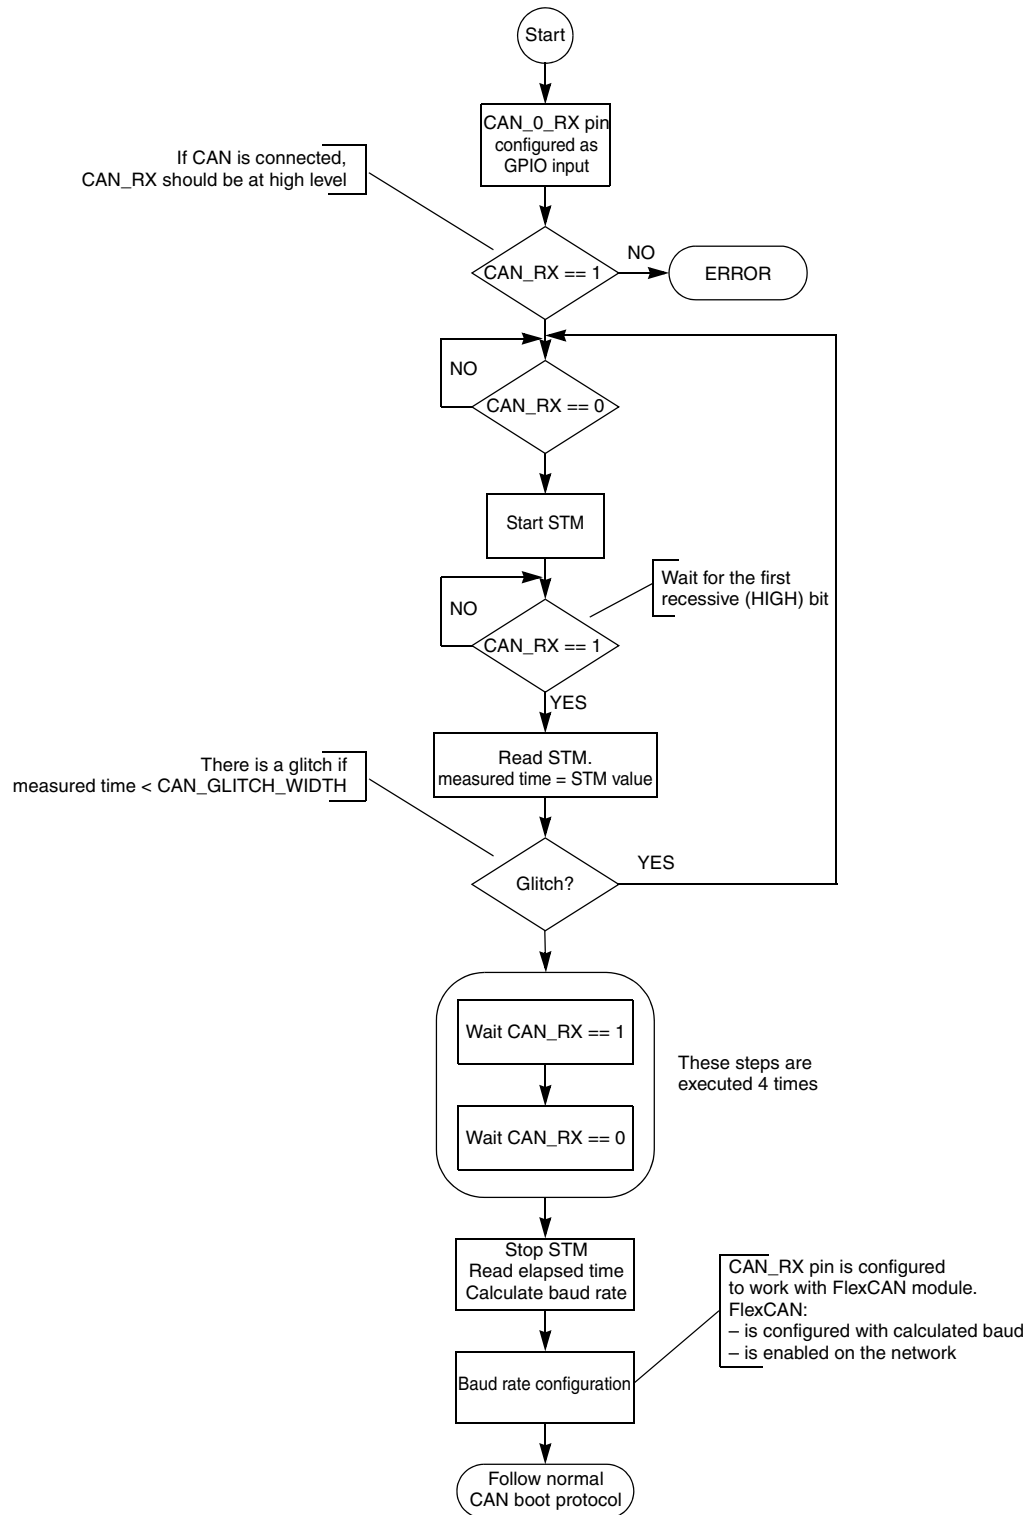 Start
CAN_0_RX pin
configured as
GPIO input
If CAN is connected,
CAN_RX should be at high level
CAN_RX == 1
NO
ERROR
NO
CAN_RX == 0
Start STM
Wait for the first
recessive (HIGH) bit
NO
CAN_RX == 1
YES
Read STM.
measured time = STM value
There is a glitch if
measured time < CAN_GLITCH_WIDTH
Glitch?
YES
Wait CAN_RX == 1
These steps are
executed 4 times
Wait CAN_RX == 0
Stop STM
Read elapsed time
Calculate baud rate
CAN_RX pin is configured
to work with FlexCAN module.
FlexCAN:
– is configured with calculated baud
– is enabled on the network
Baud rate configuration
Follow normal
CAN boot protocol